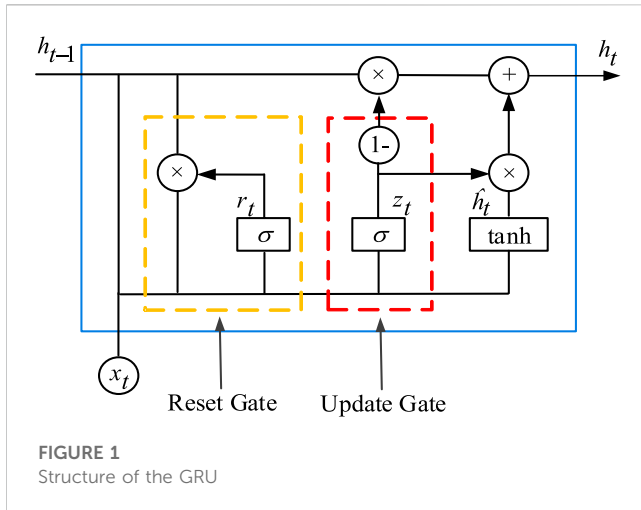 h_{t-1}
h_t
×
+
1-
×
×
r_t
z_t
ĥ_t
σ
σ
tanh
x_t
Reset Gate
Update Gate
FIGURE 1
Structure of the GRU